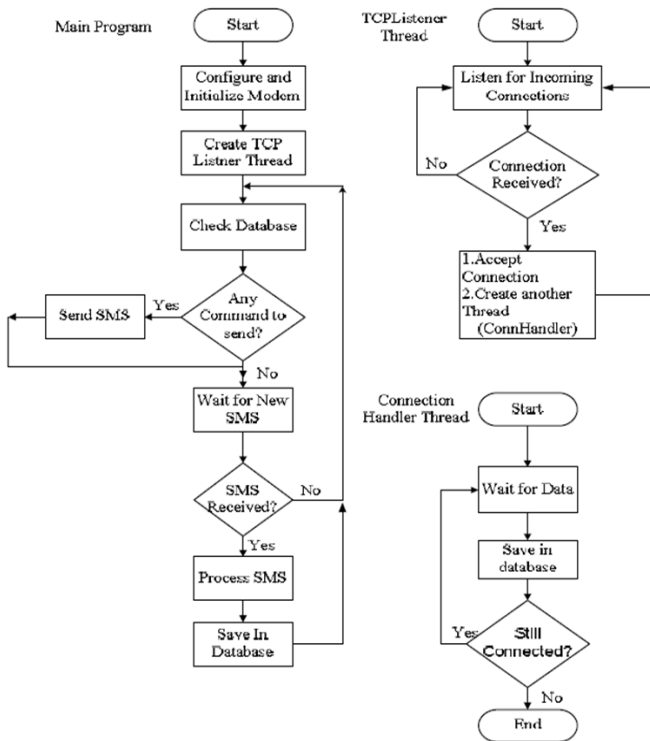 Main Program
Start
Configure and
Initialize Modem
Create TCP
Listner Thread
Check Database
Any
Command to
send?
Yes
Send SMS
No
Wait for New
SMS
SMS
Received?
No
Yes
Process SMS
Save In
Database
TCPListener
Thread
Start
Listen for Incoming
Connections
Connection
Received?
No
Yes
1.Accept
Connection
2.Create another
Thread
(ConnHandler)
Connection
Handler Thread
Start
Wait for Data
Save in
database
Still
Connected?
Yes
No
End